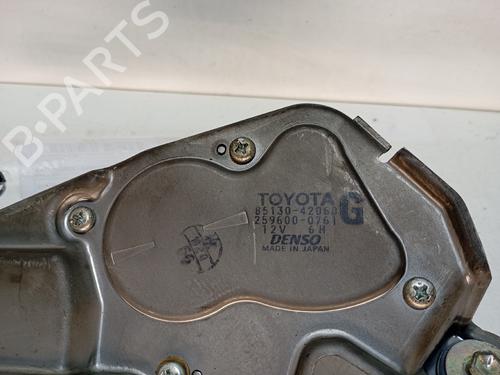 B-PARTS
TOYOTA
G
85130-42060
259600-0761
12V 6H
DENSO
MADE IN JAPAN